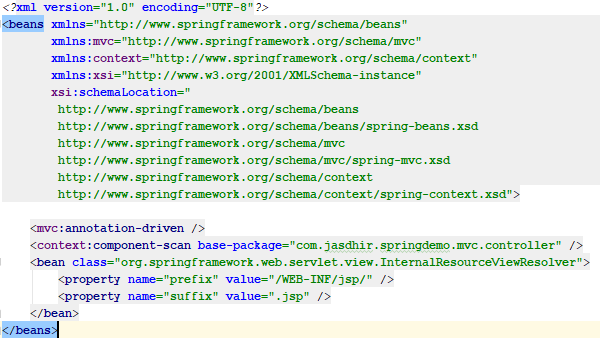 <?xml version="1.0" encoding="UTF-8"?>
<beans xmlns="http://www.springframework.org/schema/beans"
xmlns:mvc="http://www.springframework.org/schema/mvc"
xmlns:context="http://www.springframework.org/schema/context"
xmlns:xsi="http://www.w3.org/2001/XMLSchema-instance"
xsi:schemaLocation="
http://www.springframework.org/schema/beans
http://www.springframework.org/schema/beans/spring-beans.xsd
http://www.springframework.org/schema/mvc
http://www.springframework.org/schema/mvc/spring-mvc.xsd
http://www.springframework.org/schema/context
http://www.springframework.org/schema/context/spring-context.xsd">
<mvc:annotation-driven />
<context:component-scan base-package="com.jasdhir.springdemo.mvc.controller" />
<bean class="org.springframework.web.servlet.view.InternalResourceViewResolver">
<property name="prefix" value="/WEB-INF/jsp/" />
<property name="suffix" value=".jsp" />
</bean>
</beans>